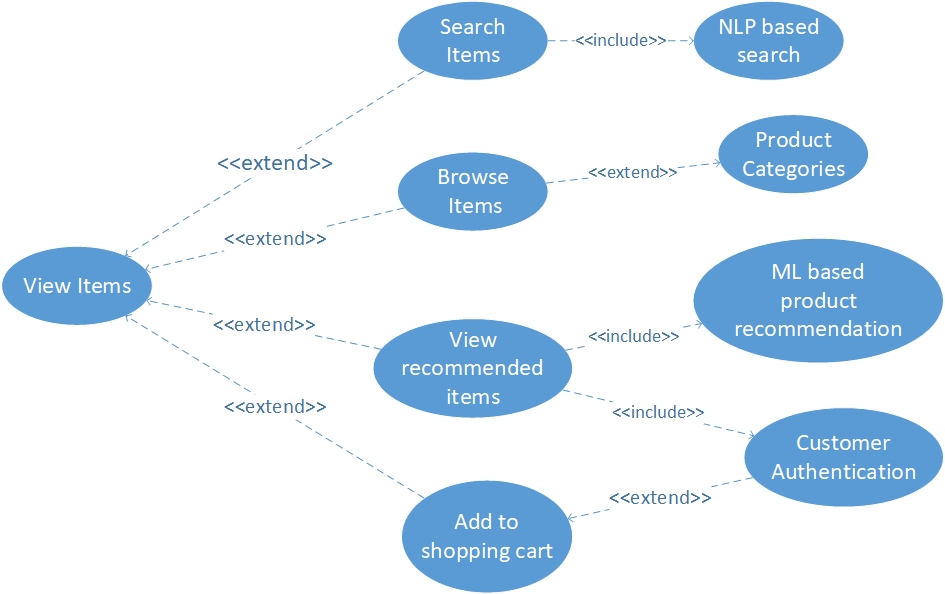 Search
Items
<<include>>
NLP based
search
<<extend>>
Browse
Items
<<extend>>
Product
Categories
<<extend>>
View Items
<<extend>>
View
recommended
items
<<include>>
ML based
product
recommendation
<<include>>
Customer
Authentication
<<extend>>
<<extend>>
Add to
shopping cart